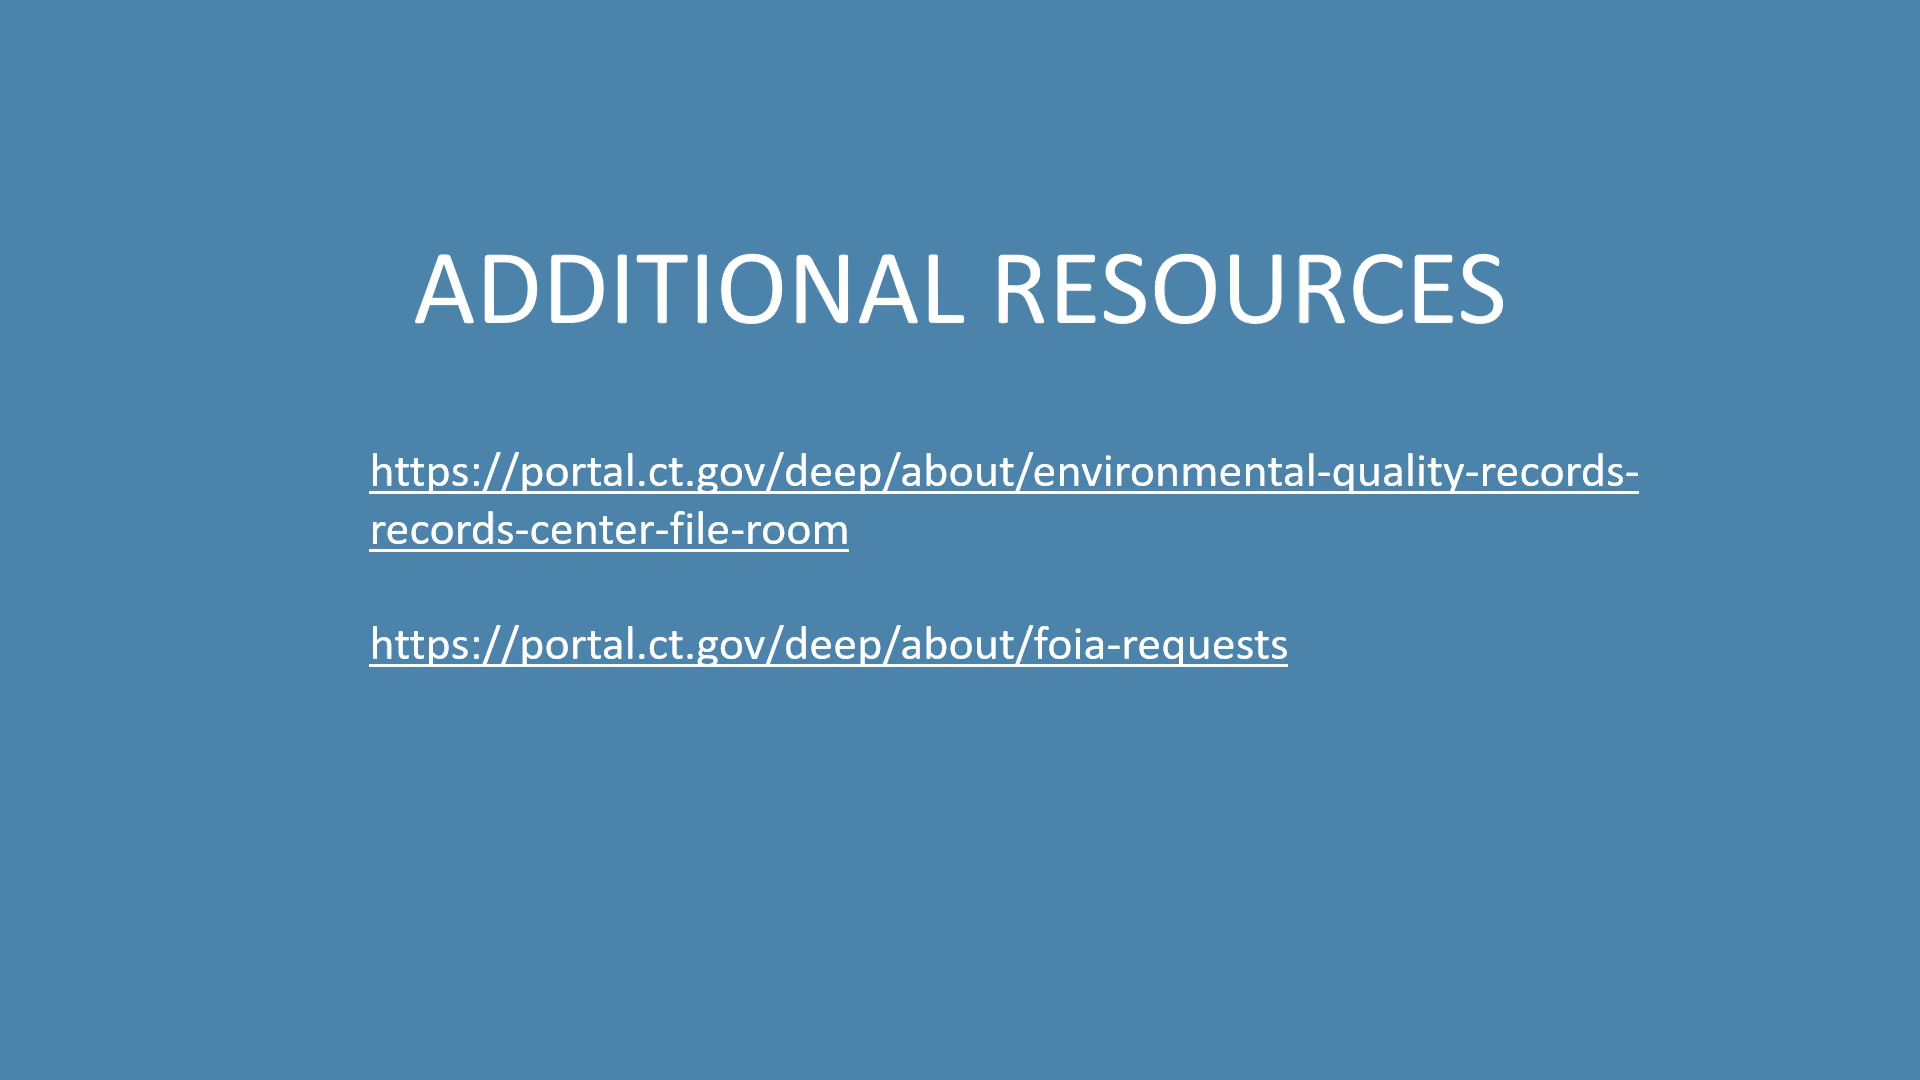 ADDITIONAL RESOURCES
https://portal.ct.gov/deep/about/environmental-quality-records-
records-center-file-room
https://portal.ct.gov/deep/about/foia-requests